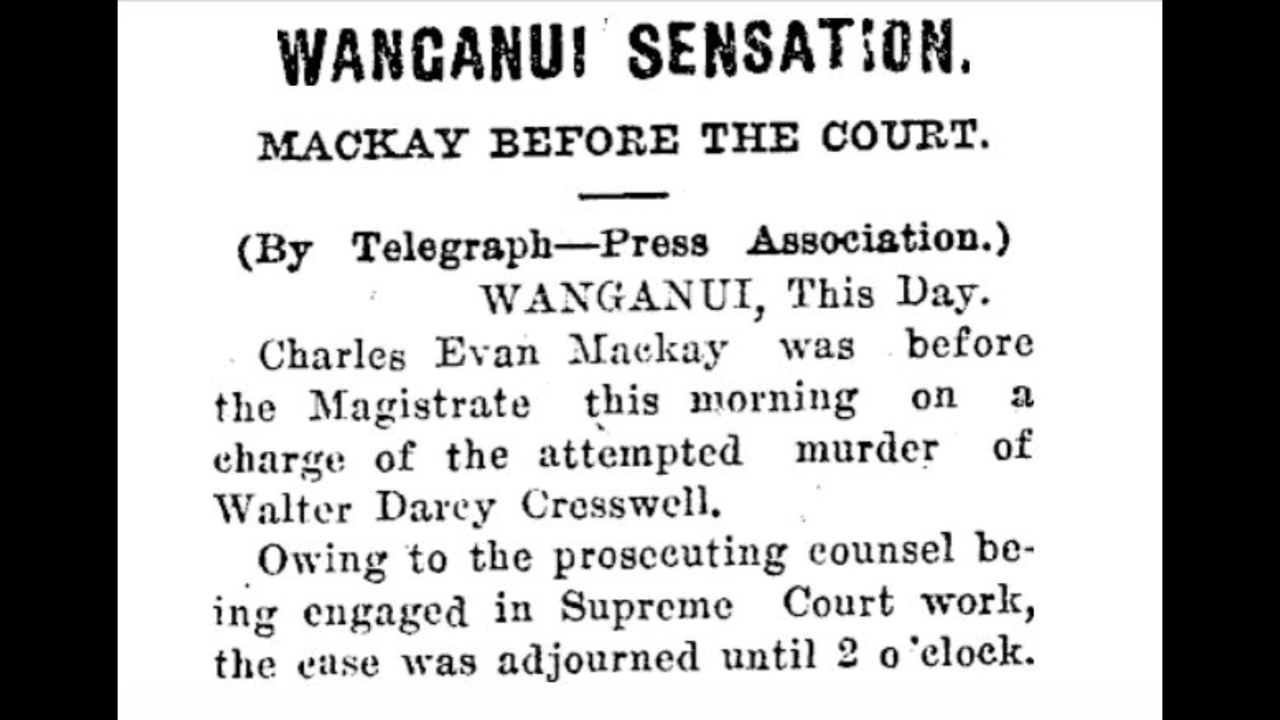 WANGANUI SENSATION.
MACKAY BEFORE THE COURT.
(By Telegraph—Press Association.)
WANGANUI, This Day.
Charles Evan Mackay was before
the Magistrate this morning on a
charge of the attempted murder of
Walter Darcy Cresswell.
Owing to the prosecuting counsel be-
ing engaged in Supreme Court work,
the case was adjourned until 2 o'clock.